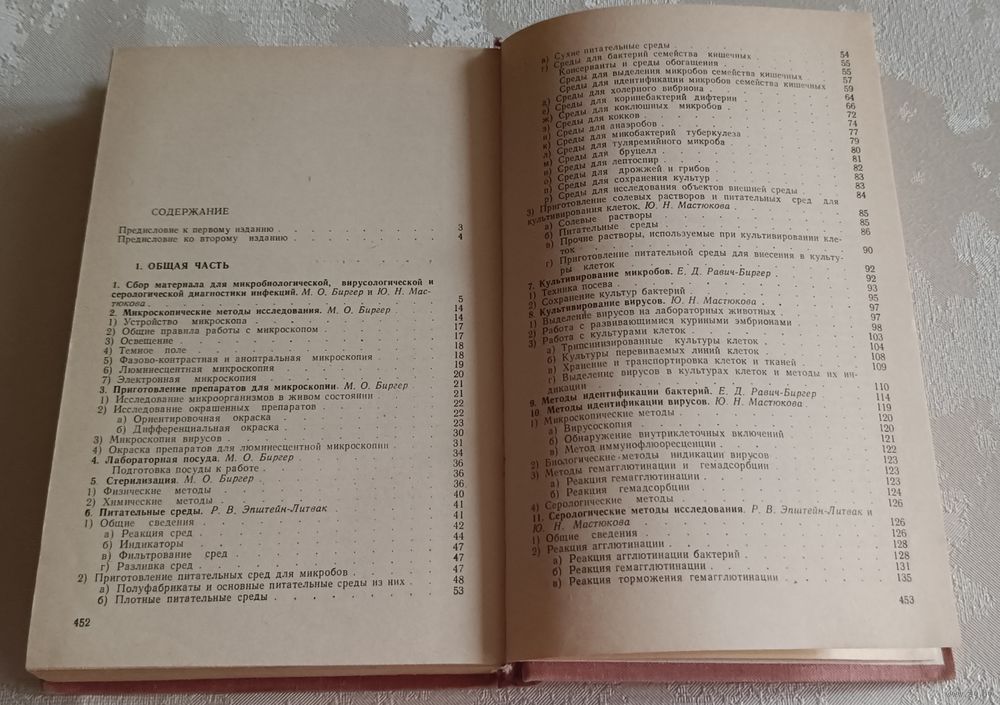 СОДЕРЖАНИЕ
Предисловие к первому изданию . 3
Предисловие ко второму изданию . 4
I. ОБЩАЯ ЧАСТЬ
1. Сбор материала для микробиологической, вирусологической и
серологической диагностики инфекций. М. О. Биргер и Ю. Н. Мас-
тюкова . 5
2. Микроскопические методы исследования. М. О. Биргер 14
1) Устройство микроскопа 14
2) Общие правила работы с микроскопом 17
3) Освещение 17
4) Темное поле 18
5) Фазово-контрастная и аноптральная микроскопия 18
6) Люминесцентная микроскопия 19
7) Электронная микроскопия 20
3. Приготовление препаратов для микроскопии. М. О. Биргер 21
1) Исследование микроорганизмов в живом состоянии 21
2) Исследование окрашенных препаратов 22
а) Ориентировочная окраска 22
б) Дифференциальная окраска 23
3) Микроскопия вирусов 30
4) Окраска препаратов для люминесцентной микроскопии 31
4. Лабораторная посуда. М. О. Биргер 34
Подготовка посуды к работе 36
5. Стерилизация. М. О. Биргер 36
1) Физические методы 36
2) Химические методы 40
6. Питательные среды. Р. В. Эпштейн-Литвак 41
1) Общие сведения 41
а) Реакция сред 42
б) Индикаторы 44
в) Фильтрование сред 47
г) Разливка сред 47
2) Приготовление питательных сред для микробов 47
а) Полуфабрикаты и основные питательные среды из них 48
б) Плотные питательные среды 53
452
в) Сухие питательные среды 54
г) Среды для бактерий семейства кишечных 55
Консерванты и среды обогащения 55
Среды для выделения микробов семейства кишечных 57
Среды для идентификации микробов семейства кишечных 59
д) Среды для холерного вибриона 64
е) Среды для коринебактерий дифтерии 66
ж) Среды для коклюшных микробов 72
з) Среды для кокков 74
и) Среды для анаэробов 77
к) Среды для микобактерий туберкулеза 79
л) Среды для туляремийного микроба 80
м) Среды для бруцелл 81
н) Среды для лептоспир 82
о) Среды для дрожжей и грибов 83
п) Среды для сохранения культур 83
р) Среды для исследования объектов внешней среды 84
3) Приготовление солевых растворов и питательных сред для
культивирования клеток. Ю. Н. Мастюкова 85
а) Солевые растворы 85
б) Питательные среды 86
в) Прочие растворы, используемые при культивировании кле-
ток 90
г) Приготовление питательной среды для внесения в культу-
ры клеток 92
7. Культивирование микробов. Е. Д. Равич-Биргер 92
1) Техника посева 93
2) Сохранение культур бактерий 95
8. Культивирование вирусов. Ю. Н. Мастюкова 97
1) Выделение вирусов на лабораторных животных 97
2) Работа с развивающимися куриными эмбрионами 98
3) Работа с культурами клеток 103
а) Трипсинизированные культуры клеток 104
б) Культуры перевиваемых линий клеток 108
в) Хранение и транспортировка клеток и тканей 109
г) Выделение вирусов в культурах клеток и методы их ин-
дикации 110
9. Методы идентификации бактерий. Е. Д. Равич-Биргер 114
10. Методы идентификации вирусов. Ю. Н. Мастюкова 119
1) Микроскопические методы 120
а) Вирусоскопия 120
б) Обнаружение внутриклеточных включений 121
в) Метод иммунофлуоресценции 122
2) Биологические методы индикации вирусов 123
3) Методы гемагглютинации и гемадсорбции 123
а) Реакция гемагглютинации 123
б) Реакция гемадсорбции 124
4) Серологические методы 126
11. Серологические методы исследования. Р. В. Эпштейн-Литвак и
Ю. Н. Мастюкова 126
1) Общие сведения 126
2) Реакция агглютинации 128
а) Реакция агглютинации бактерий 128
б) Реакция гемагглютинации 131
в) Реакция торможения гемагглютинации 135
453